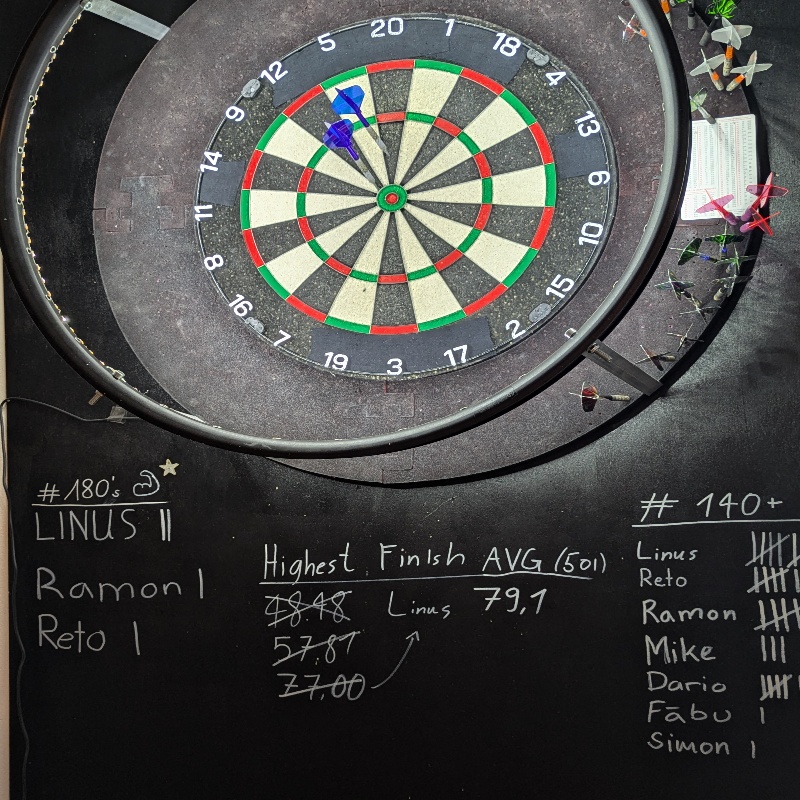 20
1
18
4
13
6
10
15
2
17
3
19
7
16
8
11
14
9
12
5
#180's
LINUS II
Ramon I
Reto I
Highest Finish AVG (501)
48.48 Linus 79,1
57,81
77,00
# 140+
Linus
Reto
Ramon
Mike III
Dario
Fäbu I
Simon I